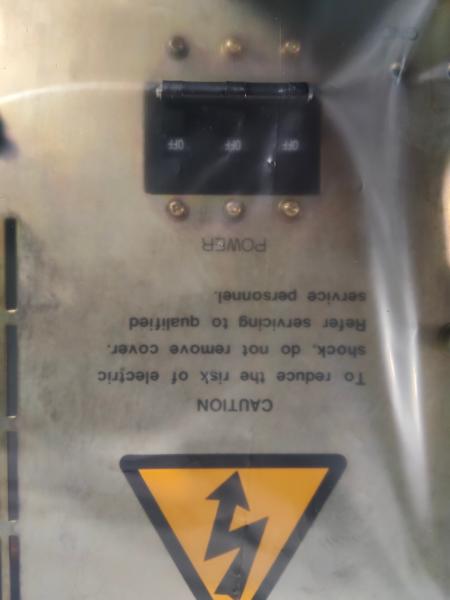 CAUTION
To reduce the risk of electric
shock, do not remove cover.
Refer servicing to qualified
service personnel.
POWER
OFF OFF OFF